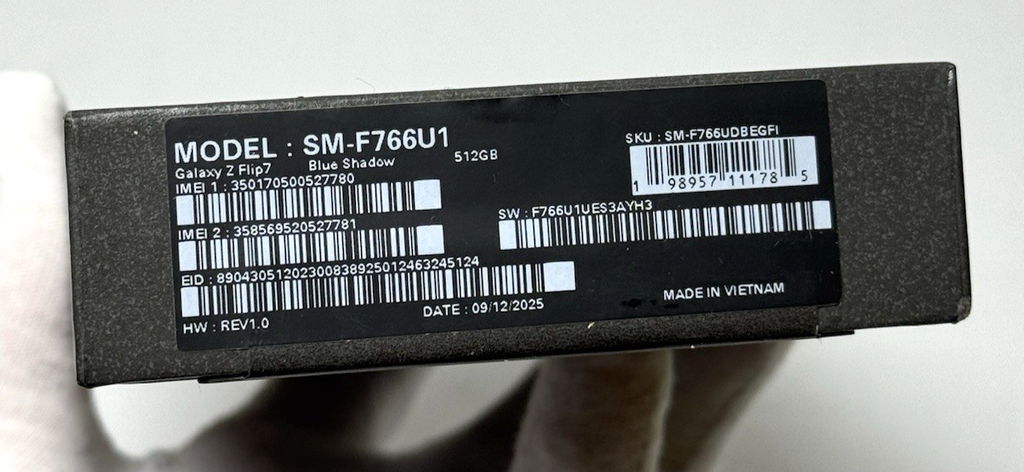 MODEL : SM-F766U1
Galaxy Z Flip7 Blue Shadow 512GB
SKU : SM-F766UDBEGFI
1 98957 11178 5
IMEI 1 : 350170500527780
SW : F766U1UES3AYH3
IMEI 2 : 358569520527781
EID : 89043051202300838925012463245124
HW : REV1.0
DATE : 09/12/2025
MADE IN VIETNAM